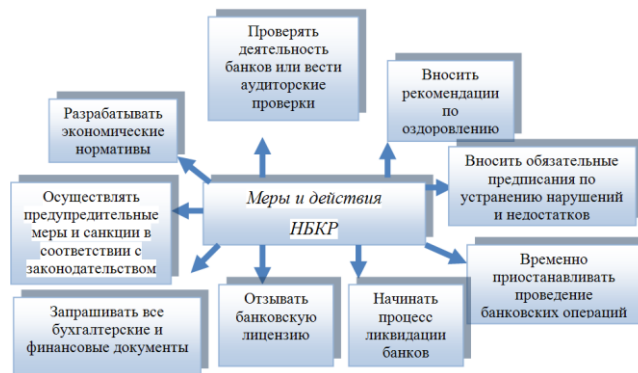 Проверять
деятельность
банков или вести
аудиторские
проверки
Вносить
рекомендации
по
оздоровлению
Разрабатывать
экономические
нормативы
Вносить обязательные
предписания по
устранению нарушений
и недостатков
Меры и действия
НБКР
Осуществлять
предупредительные
меры и санкции в
соответствии с
законодательством
Временно
приостанавливать
проведение
банковских операций
Запрашивать все
бухгалтерские и
финансовые документы
Отзывать
банковскую
лицензию
Начинать
процесс
ликвидации
банков